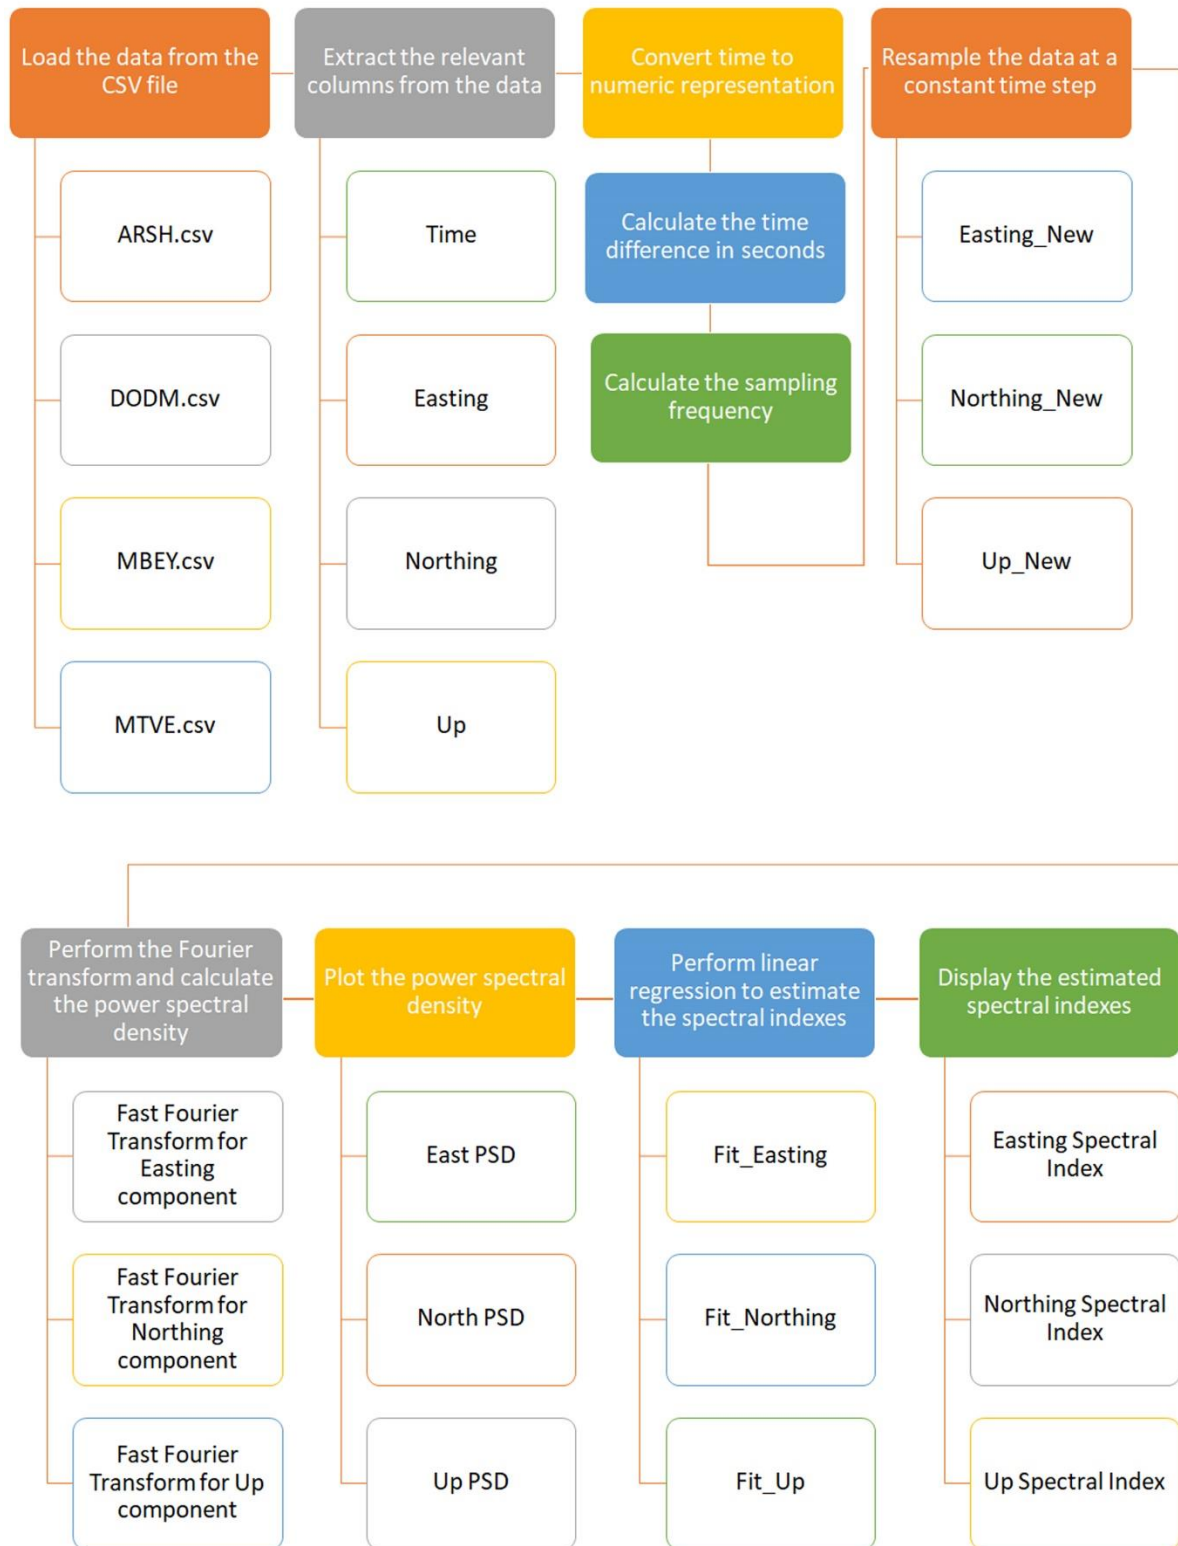 Load the data from the
CSV file
ARSH.csv
DODM.csv
MBEY.csv
MTVE.csv
Extract the relevant
columns from the data
Time
Easting
Northing
Up
Convert time to
numeric representation
Calculate the time
difference in seconds
Calculate the sampling
frequency
Resample the data at a
constant time step
Easting_New
Northing_New
Up_New
Perform the Fourier
transform and calculate
the power spectral
density
Fast Fourier
Transform for
Easting
component
Fast Fourier
Transform for
Northing
component
Fast Fourier
Transform for Up
component
Plot the power spectral
density
East PSD
North PSD
Up PSD
Perform linear
regression to estimate
the spectral indexes
Fit_Easting
Fit_Northing
Fit_Up
Display the estimated
spectral indexes
Easting Spectral
Index
Northing Spectral
Index
Up Spectral Index